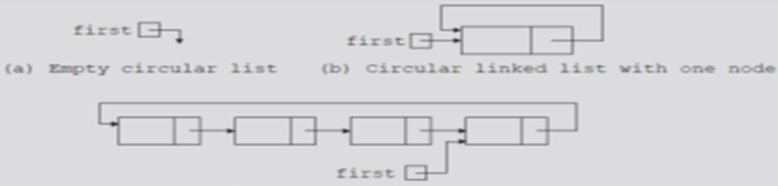 first
first
(a) Empty circular list
(b) Circular linked list with one node
first